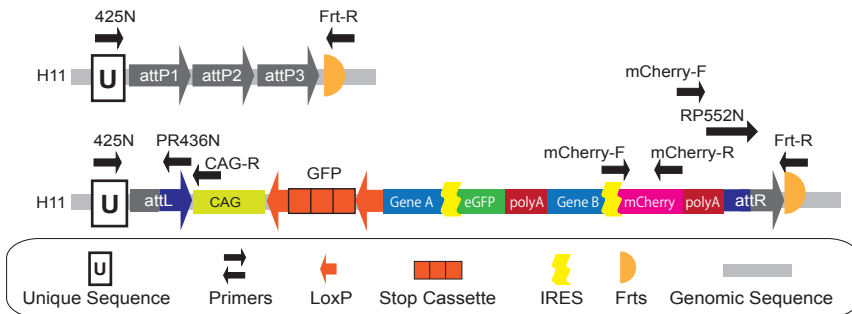 425N Frt-R
H11 U attP1 attP2 attP3
mCherry-F
RP552N
425N PR436N CAG-R GFP mCherry-F mCherry-R Frt-R
H11 U attL CAG Gene A eGFP polyA Gene B mCherry polyA attR
U
Unique Sequence Primers LoxP Stop Cassette IRES Frts Genomic Sequence